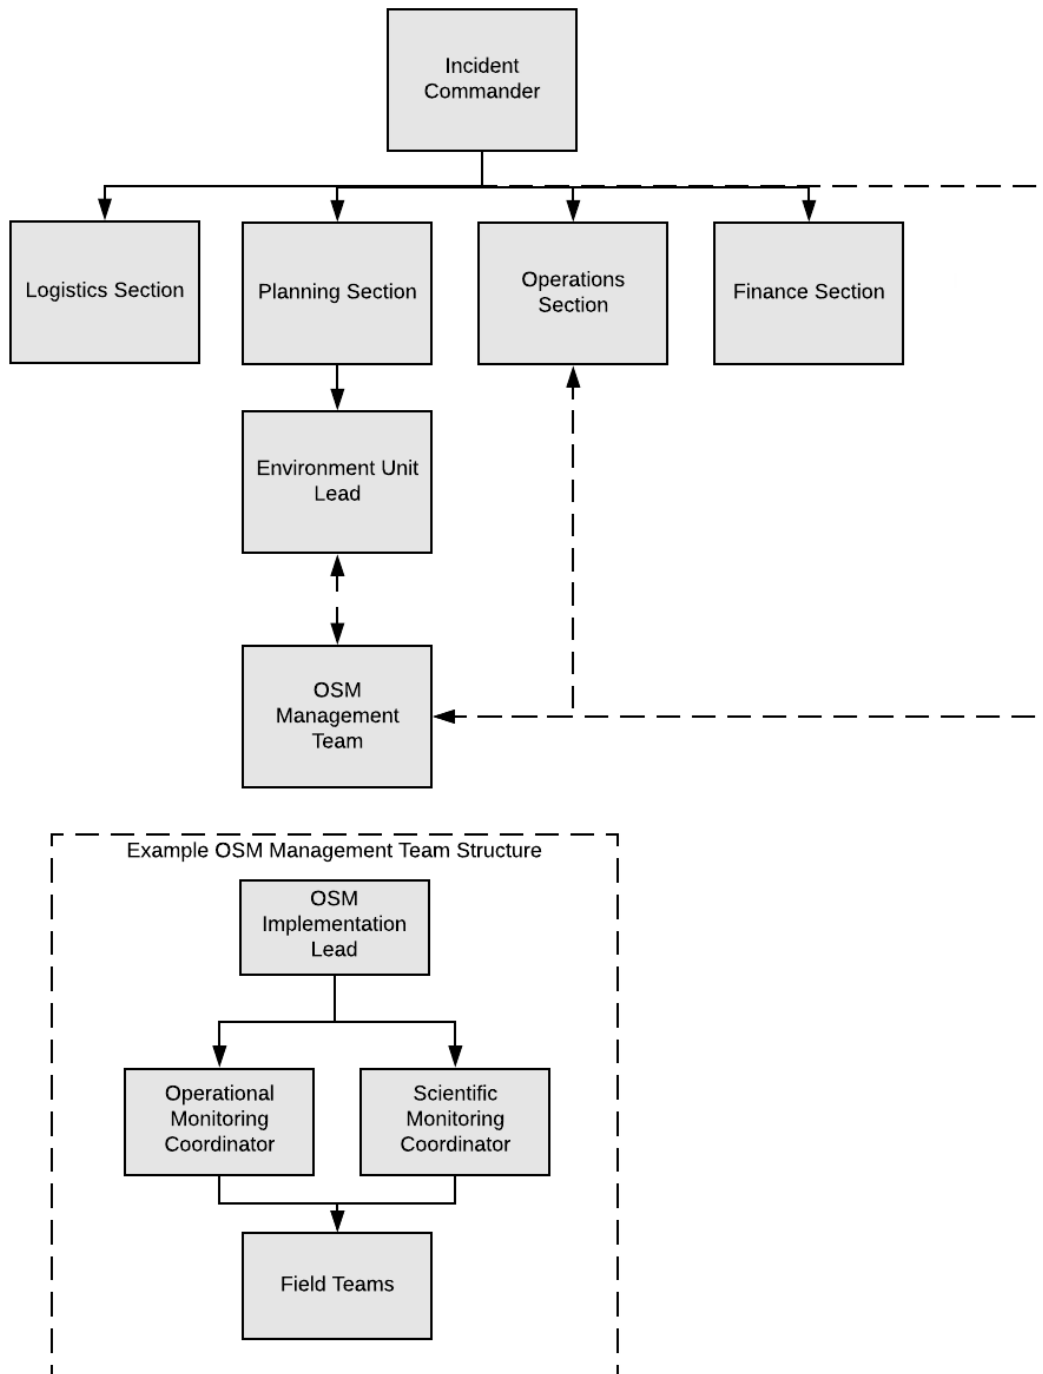 Incident
Commander
Logistics Section
Planning Section
Operations
Section
Finance Section
Environment Unit
Lead
OSM
Management
Team
Example OSM Management Team Structure
OSM
Implementation
Lead
Operational
Monitoring
Coordinator
Scientific
Monitoring
Coordinator
Field Teams